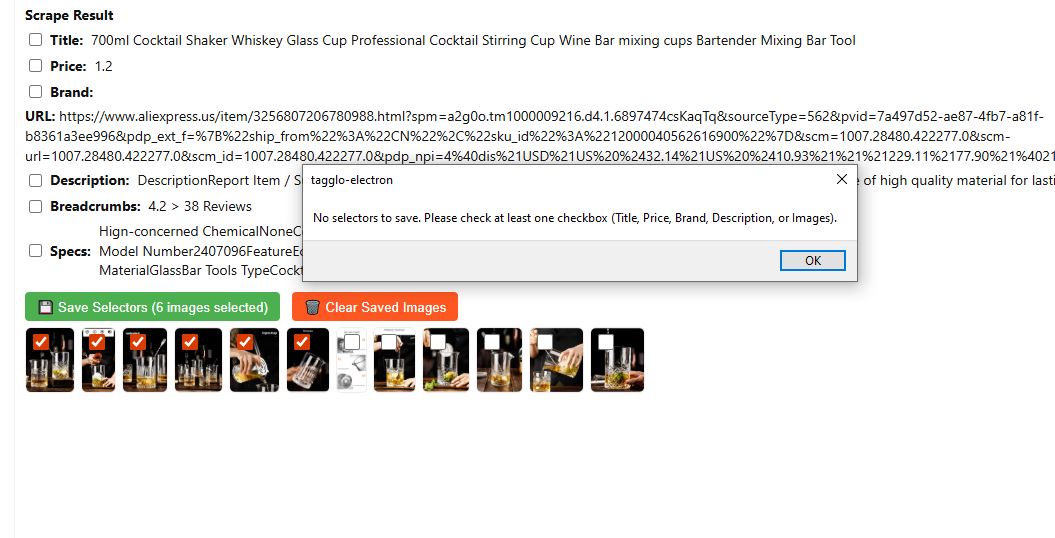 Scrape Result
Title: 700ml Cocktail Shaker Whiskey Glass Cup Professional Cocktail Stirring Cup Wine Bar mixing cups Bartender Mixing Bar Tool
Price: 1.2
Brand:
URL: https://www.aliexpress.us/item/3256807206780988.html?spm=a2g0o.tm1000009216.d4.1.6897474csKaqTq&sourceType=562&pvid=7a497d52-ae87-4fb7-a81f-
b8361a3ee996&pdp_ext_f=%7B%22ship_from%22%3A%22CN%22%2C%22sku_id%22%3A%2212000040562616900%22%7D&scm=1007.28480.422277.0&scm-
url=1007.28480.422277.0&scm_id=1007.28480.422277.0&pdp_npi=4%40dis%21USD%21US%20%2432.14%21US%20%2410.93%21%21%21229.11%2177.90%21%4021
Description: DescriptionReport Item / S
e of high quality material for lasti
Breadcrumbs: 4.2 > 38 Reviews
Hign-concerned ChemicalNoneC
Specs: Model Number2407096FeatureEc
MaterialGlassBar Tools TypeCockt
tagglo-electron
No selectors to save. Please check at least one checkbox (Title, Price, Brand, Description, or Images).
OK
Save Selectors (6 images selected)
Clear Saved Images